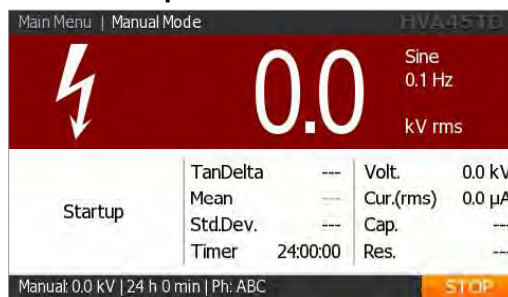 Main Menu | Manual Mode HVA45TD
0.0
Sine
0.1 Hz
kV rms
Startup
TanDelta ---
Mean ---
Std.Dev. ---
Timer 24:00:00
Volt. 0.0 kV
Cur.(rms) 0.0 µA
Cap. ---
Res. ---
Manual: 0.0 kV | 24 h 0 min | Ph: ABC STOP